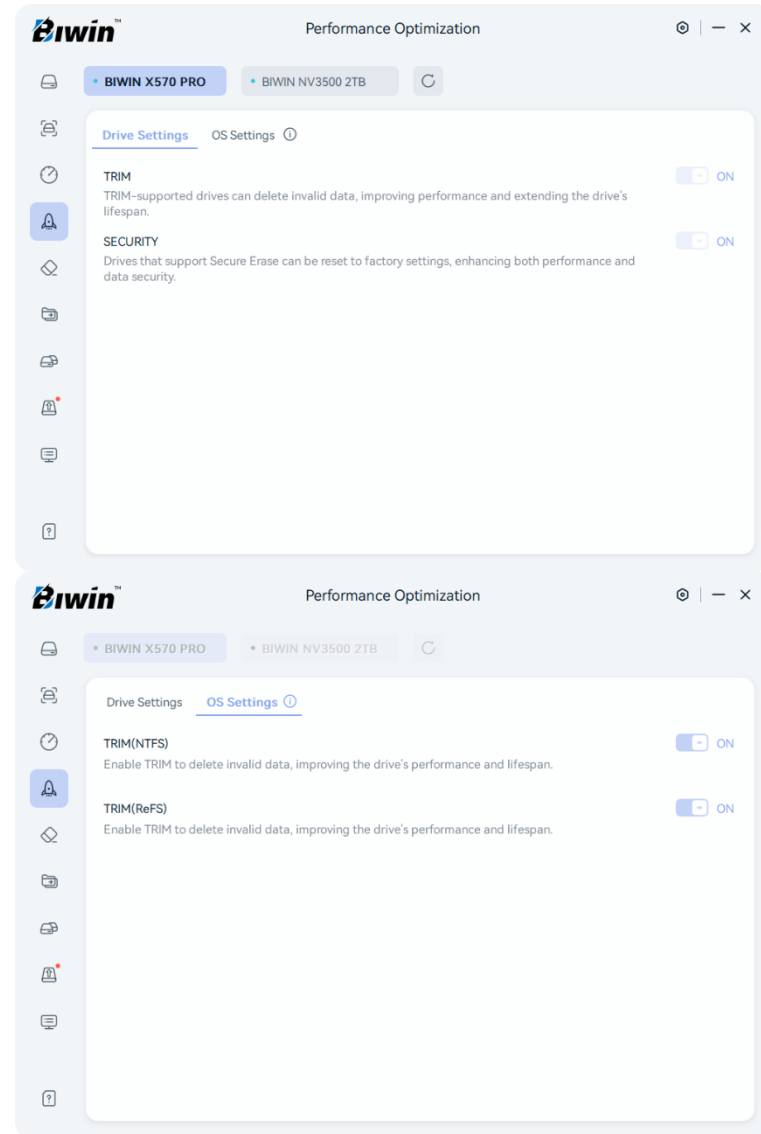 Biwin™
Performance Optimization
BIWIN X570 PRO
BIWIN NV3500 2TB
Drive Settings
OS Settings
TRIM
ON
TRIM-supported drives can delete invalid data, improving performance and extending the drive's
lifespan.
SECURITY
ON
Drives that support Secure Erase can be reset to factory settings, enhancing both performance and
data security.
Biwin™
Performance Optimization
BIWIN X570 PRO
BIWIN NV3500 2TB
Drive Settings
OS Settings
TRIM(NTFS)
ON
Enable TRIM to delete invalid data, improving the drive's performance and lifespan.
TRIM(ReFS)
ON
Enable TRIM to delete invalid data, improving the drive's performance and lifespan.